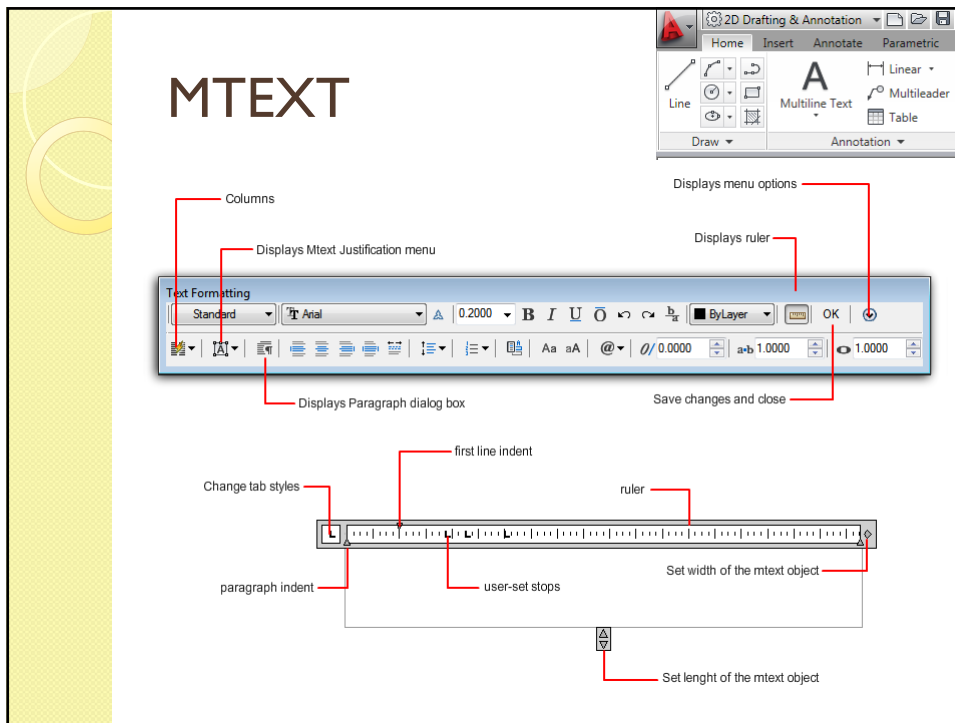 2D Drafting & Annotation
Home Insert Annotate Parametric
Line
Multiline Text
Linear
Multileader
Table
Draw
Annotation
MTEXT
Displays menu options
Columns
Displays ruler
Displays Mtext Justification menu
Text Formatting
Standard Arial 0.2000 B I U O b/a ByLayer OK
A Aa aA @ 0/ 0.0000 a•b 1.0000 1.0000
Displays Paragraph dialog box
Save changes and close
first line indent
Change tab styles
ruler
Set width of the mtext object
paragraph indent
user-set stops
Set lenght of the mtext object